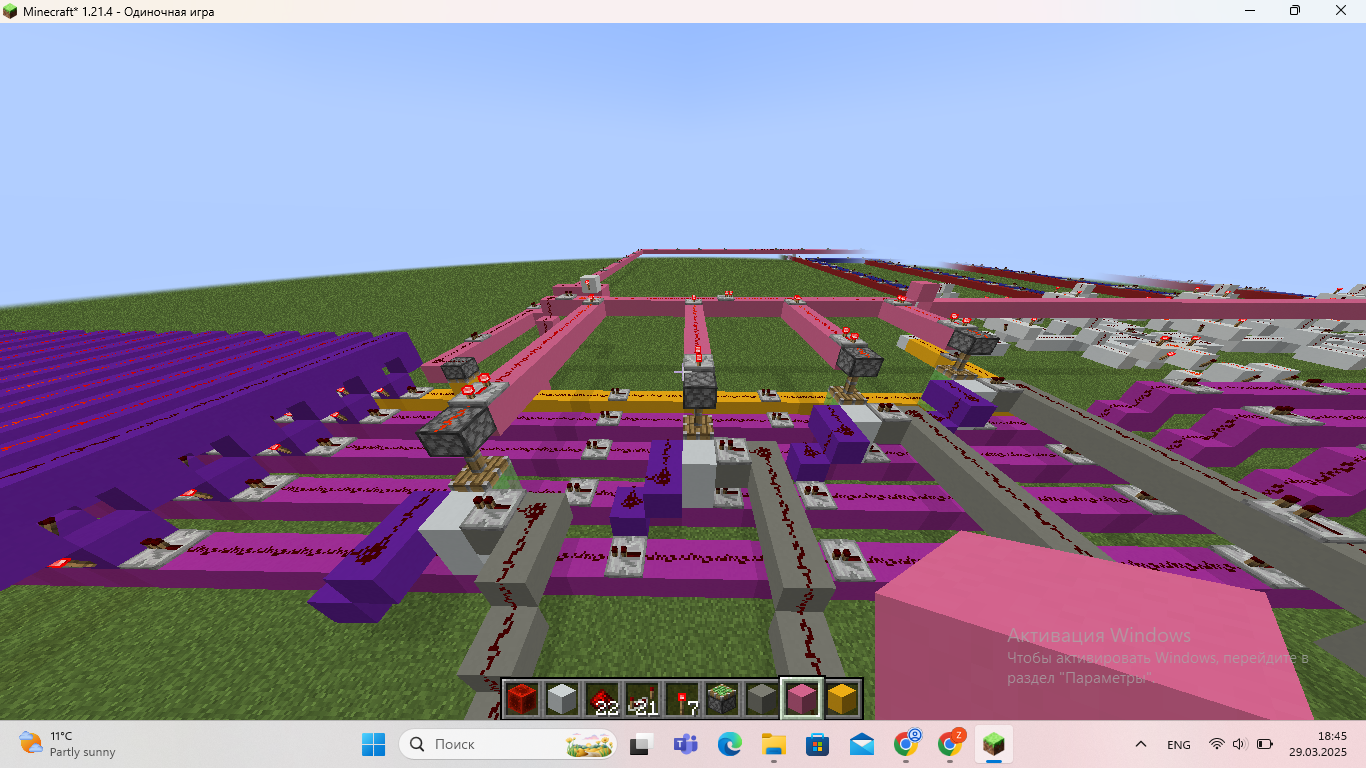 Minecraft* 1.21.4 - Одиночная игра
Активация Windows
Чтобы активировать Windows, перейдите в
раздел "Параметры".
22 21 7
11°C
Partly sunny
Поиск
Z
ENG
18:45
29.03.2025